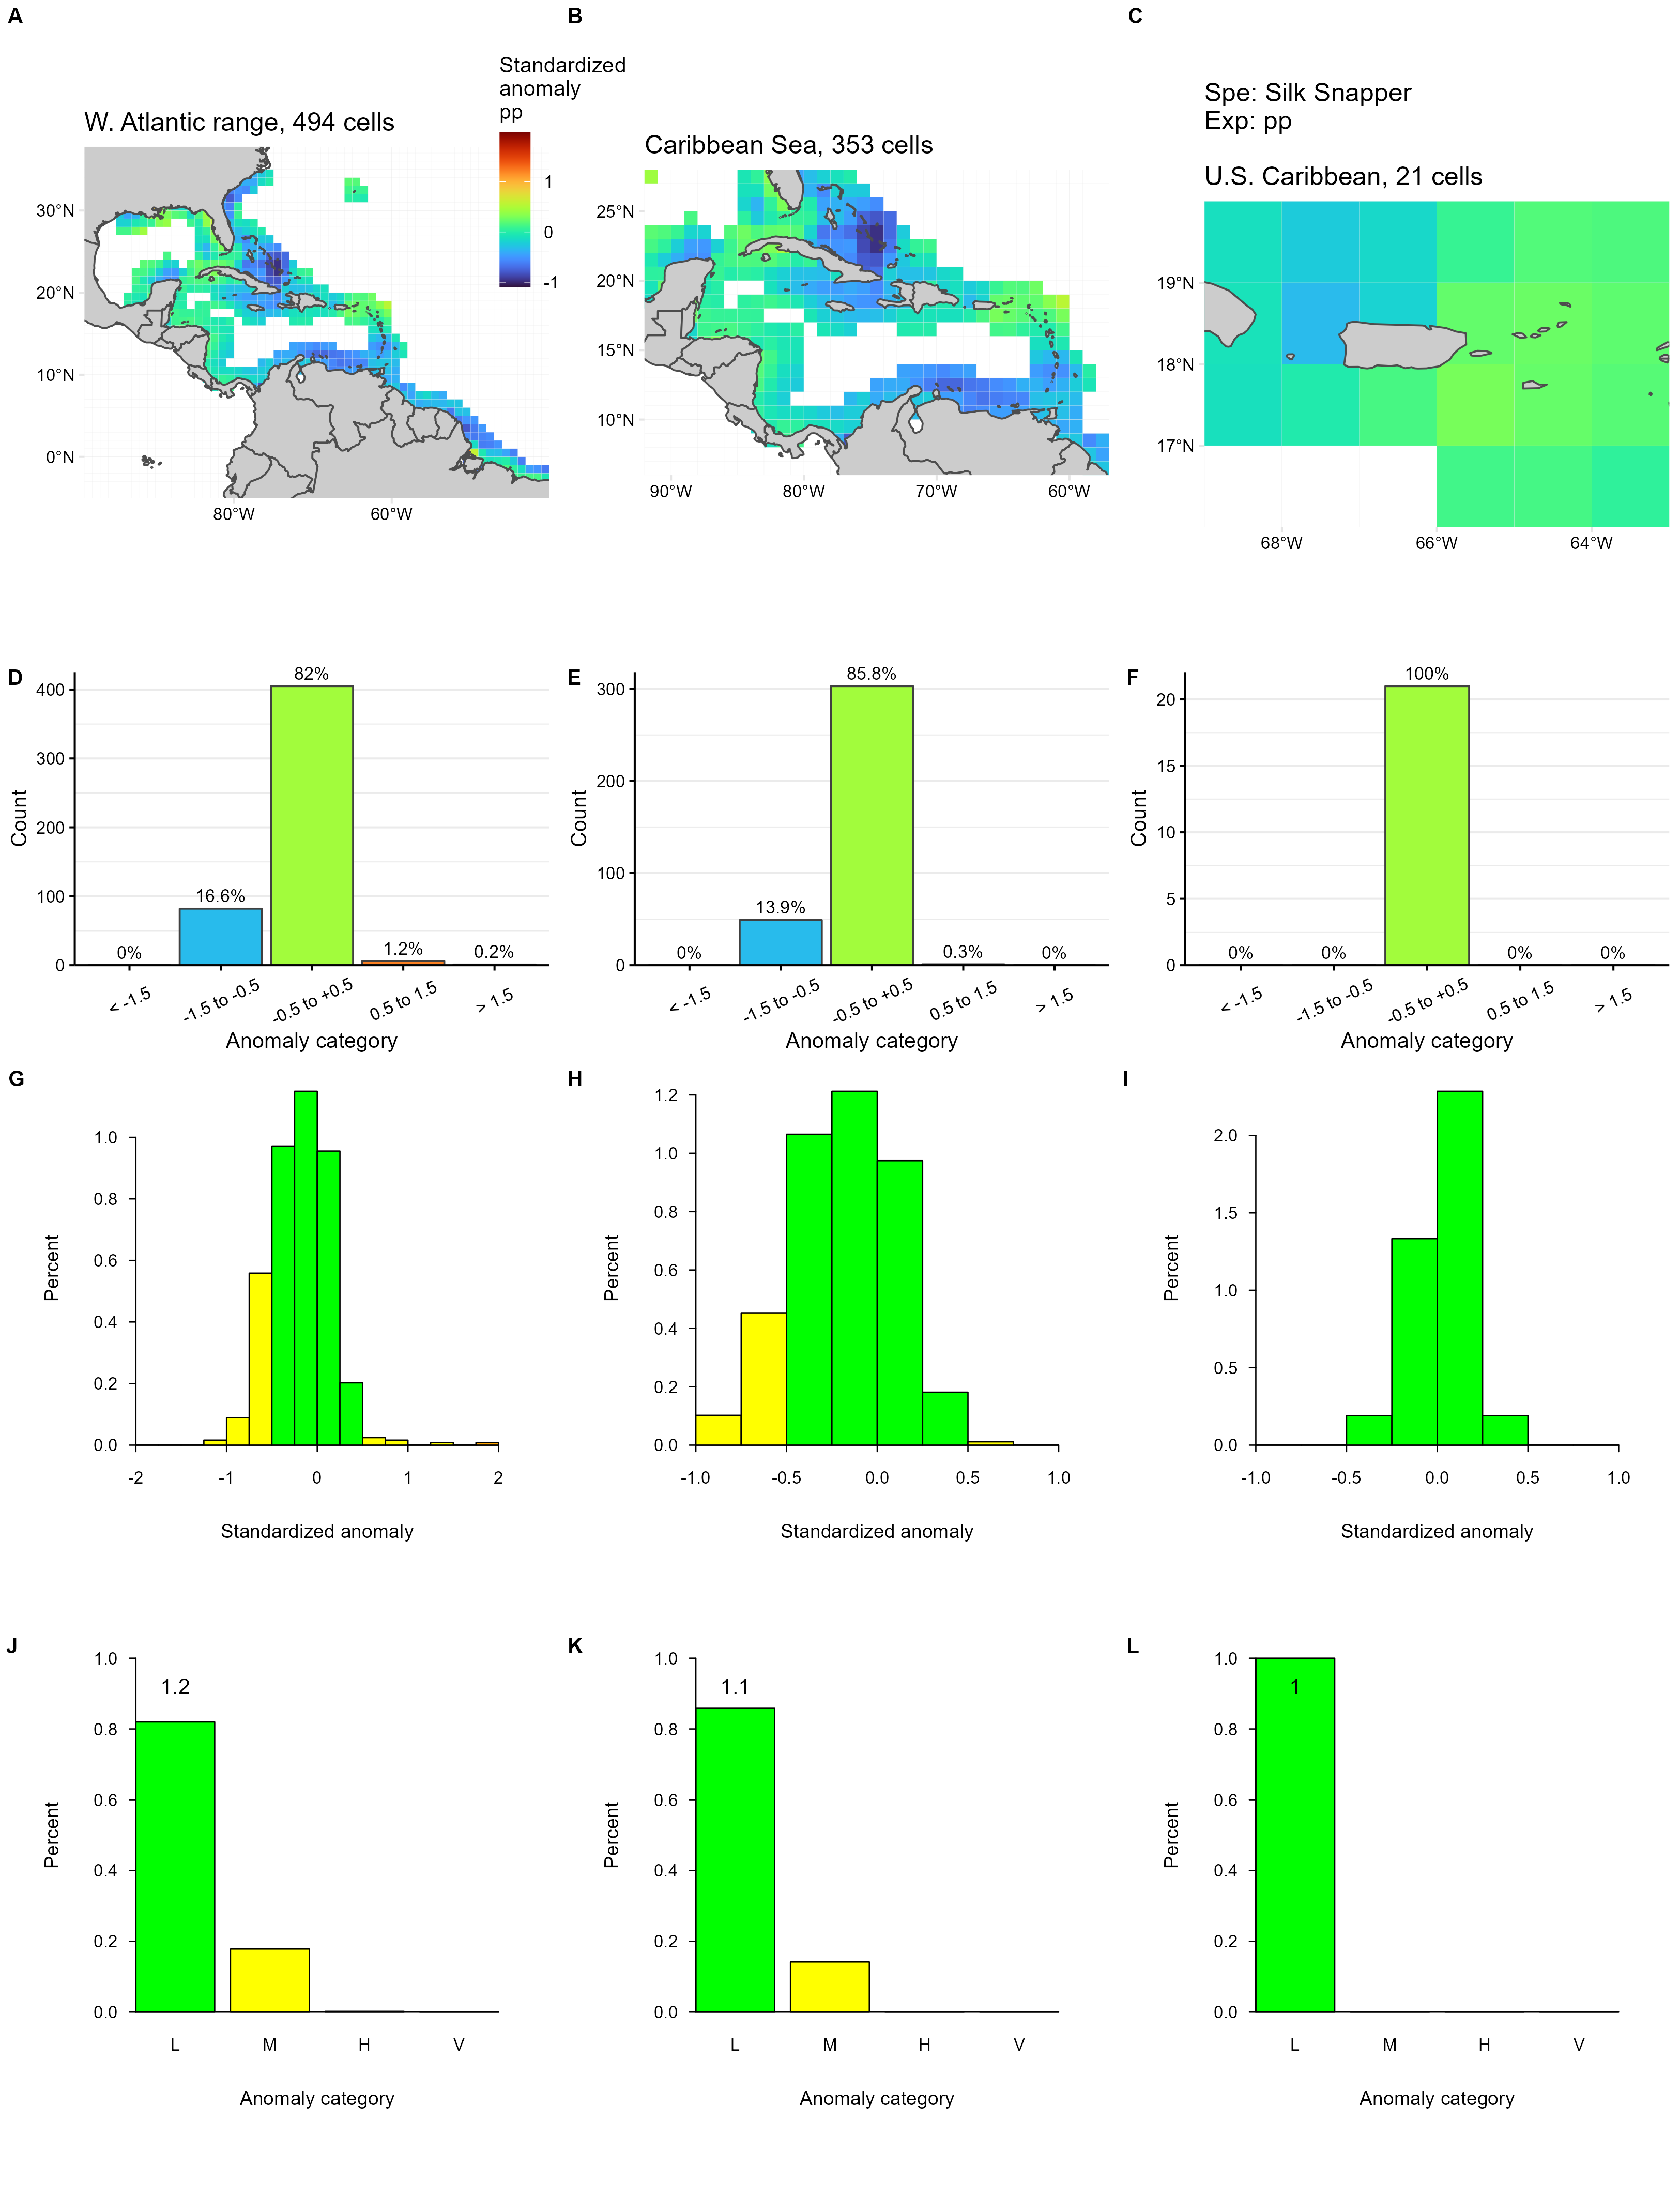 A
B
C
Standardized
anomaly
pp
1
0
-1
W. Atlantic range, 494 cells
30°N
20°N
10°N
0°N
80°W
60°W
Caribbean Sea, 353 cells
25°N
20°N
15°N
10°N
90°W
80°W
70°W
60°W
Spe: Silk Snapper
Exp: pp
U.S. Caribbean, 21 cells
19°N
18°N
17°N
68°W
66°W
64°W
D
Count
400
300
200
100
0
0%
16.6%
82%
1.2%
0.2%
< -1.5
-1.5 to -0.5
-0.5 to +0.5
0.5 to 1.5
> 1.5
Anomaly category
E
Count
300
200
100
0
0%
13.9%
85.8%
0.3%
0%
< -1.5
-1.5 to -0.5
-0.5 to +0.5
0.5 to 1.5
> 1.5
Anomaly category
F
Count
20
15
10
5
0
0%
0%
100%
0%
0%
< -1.5
-1.5 to -0.5
-0.5 to +0.5
0.5 to 1.5
> 1.5
Anomaly category
G
Percent
1.0
0.8
0.6
0.4
0.2
0.0
-2
-1
0
1
2
Standardized anomaly
H
Percent
1.2
1.0
0.8
0.6
0.4
0.2
0.0
-1.0
-0.5
0.0
0.5
1.0
Standardized anomaly
I
Percent
2.0
1.5
1.0
0.5
0.0
-1.0
-0.5
0.0
0.5
1.0
Standardized anomaly
J
Percent
1.0
0.8
0.6
0.4
0.2
0.0
1.2
L
M
H
V
Anomaly category
K
Percent
1.0
0.8
0.6
0.4
0.2
0.0
1.1
L
M
H
V
Anomaly category
L
Percent
1.0
0.8
0.6
0.4
0.2
0.0
1
L
M
H
V
Anomaly category